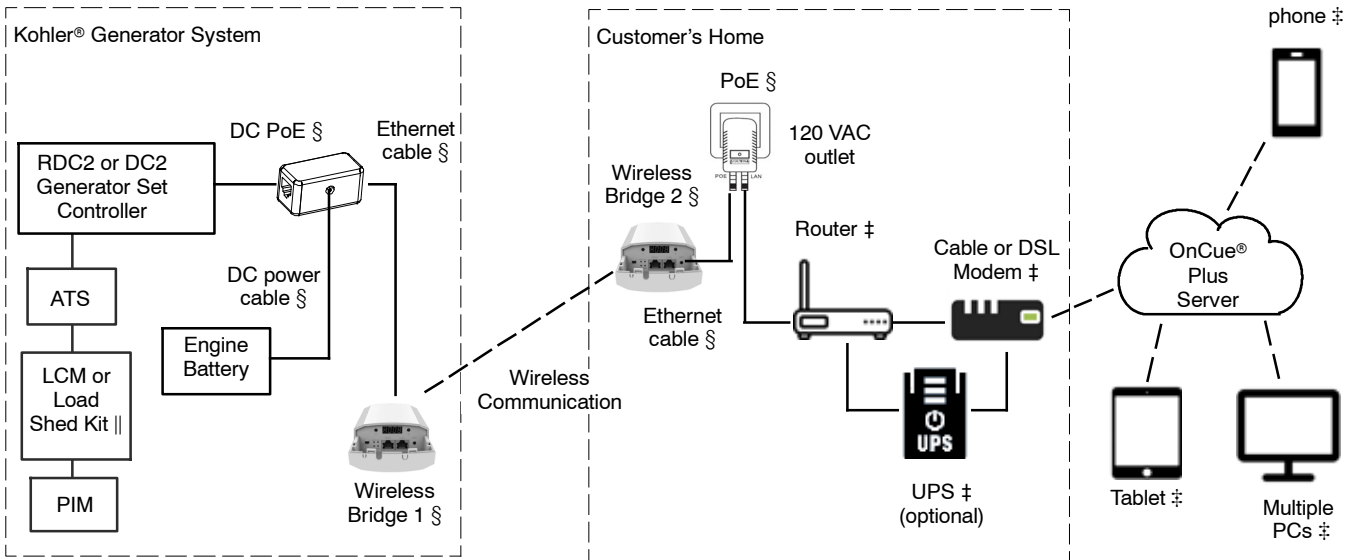 Kohler® Generator System
DC PoE §
Ethernet
cable §
RDC2 or DC2
Generator Set
Controller
ATS
DC power
cable §
Engine
Battery
LCM or
Load
Shed Kit ||
PIM
Wireless
Bridge 1 §
Wireless
Communication
Customer's Home
PoE §
120 VAC
outlet
POE
LAN
Wireless
Bridge 2 §
Router ‡
Cable or DSL
Modem ‡
Ethernet
cable §
UPS
UPS ‡
(optional)
phone ‡
OnCue®
Plus
Server
Tablet ‡
Multiple
PCs ‡